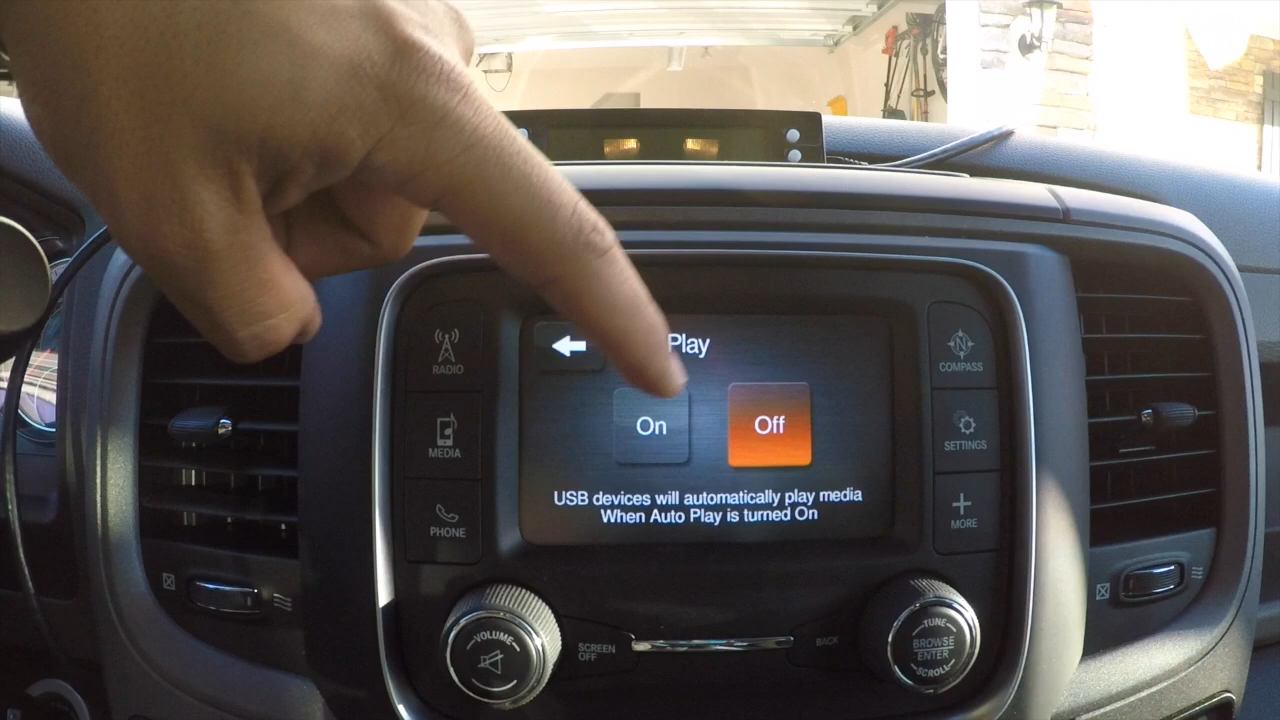 Play
On
Off
USB devices will automatically play media
When Auto Play is turned On
RADIO
MEDIA
PHONE
N
COMPASS
SETTINGS
MORE
VOLUME
SCREEN
OFF
BACK
TUNE
BROWSE
ENTER
SCROLL